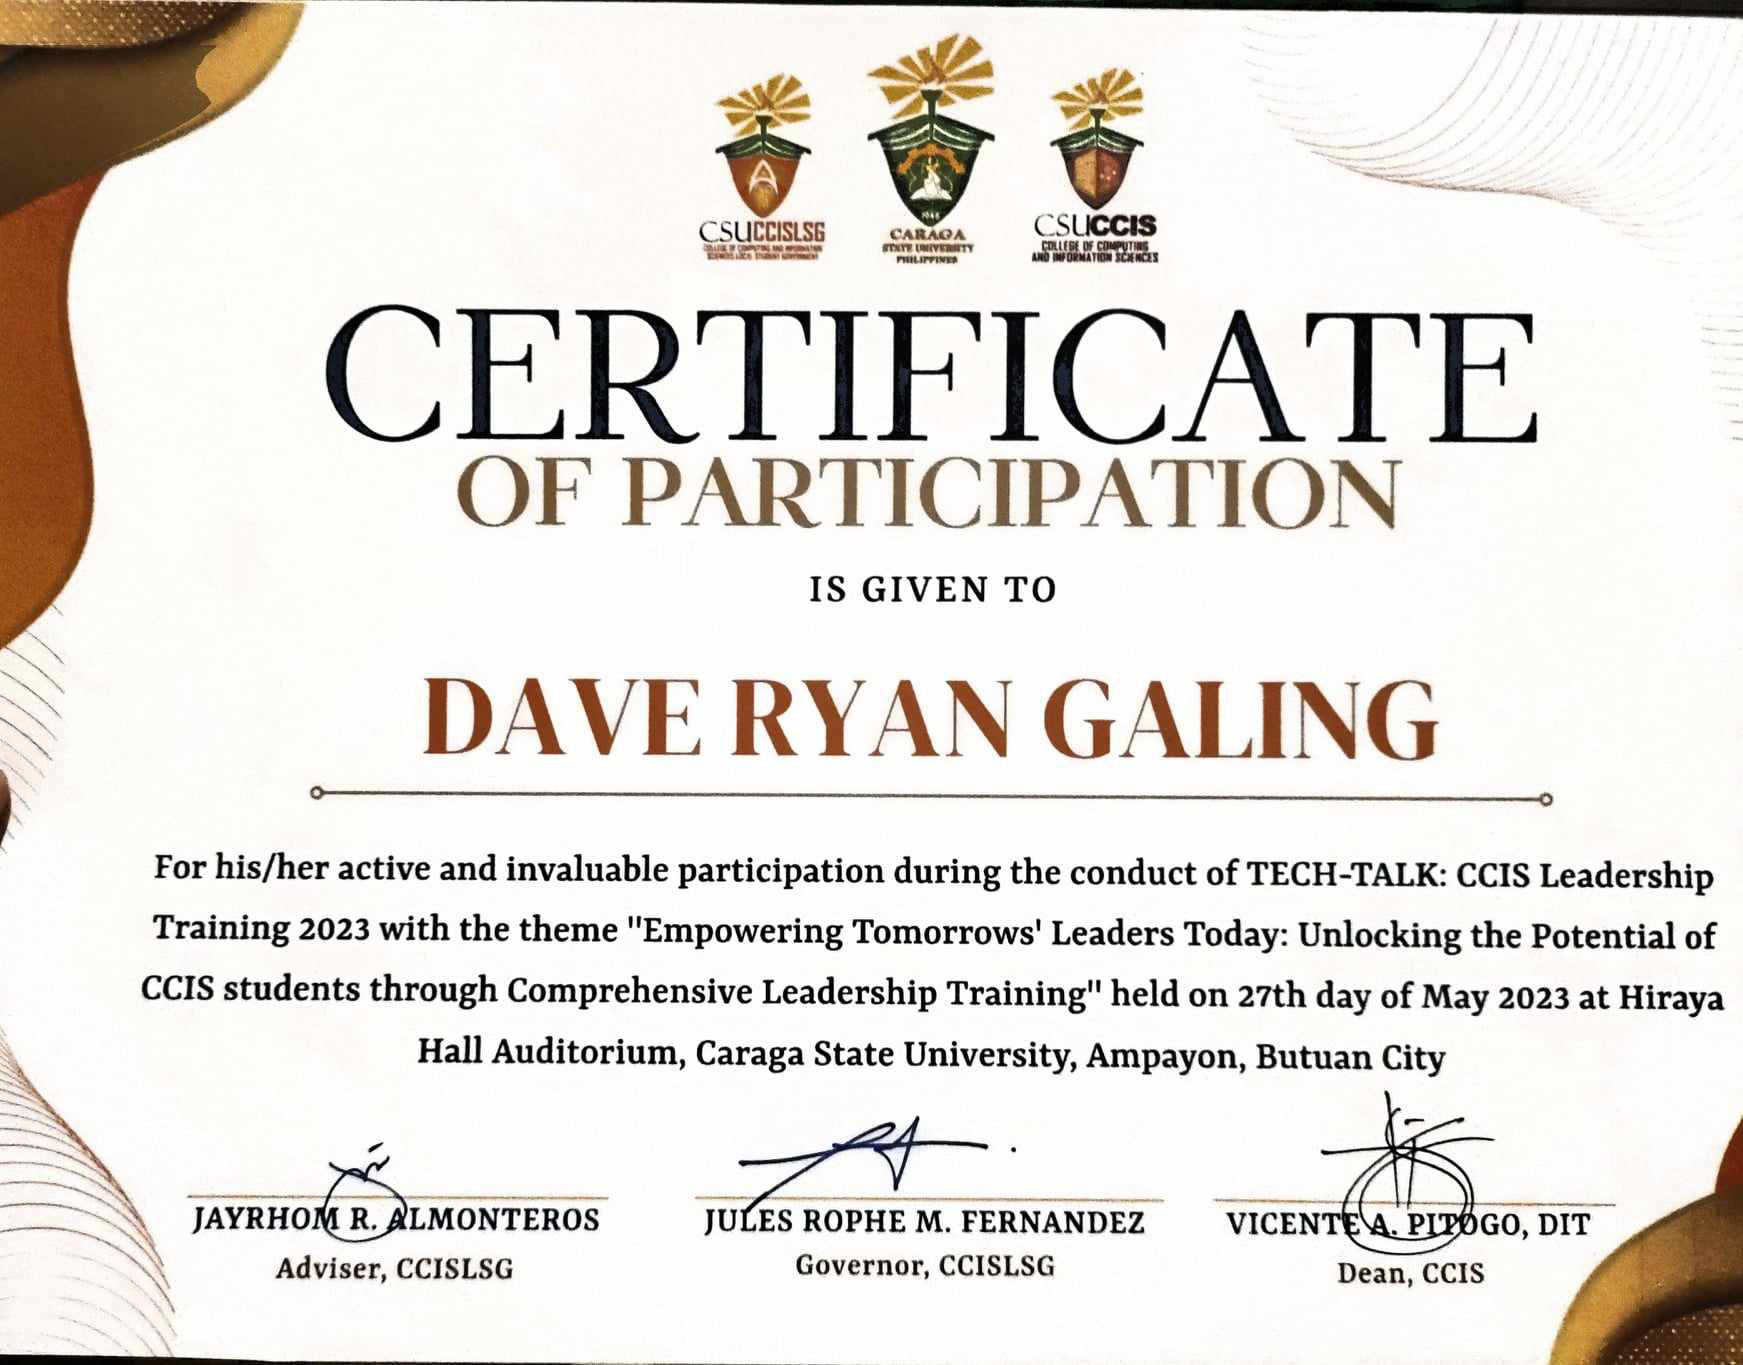 CSUCCISLSG
COLLEGE OF COMPUTING AND INFORMATION
SCIENCES LOCAL STUDENT GOVERNMENT
1946
CARAGA
STATE UNIVERSITY
PHILIPPINES
CSUCCIS
COLLEGE OF COMPUTING
AND INFORMATION SCIENCES
CERTIFICATE
OF PARTICIPATION
IS GIVEN TO
DAVE RYAN GALING
For his/her active and invaluable participation during the conduct of TECH-TALK: CCIS Leadership
Training 2023 with the theme "Empowering Tomorrows' Leaders Today: Unlocking the Potential of
CCIS students through Comprehensive Leadership Training" held on 27th day of May 2023 at Hiraya
Hall Auditorium, Caraga State University, Ampayon, Butuan City
JAYRHOM R. ALMONTEROS
Adviser, CCISLSG
JULES ROPHE M. FERNANDEZ
Governor, CCISLSG
VICENTE A. PITOGO, DIT
Dean, CCIS